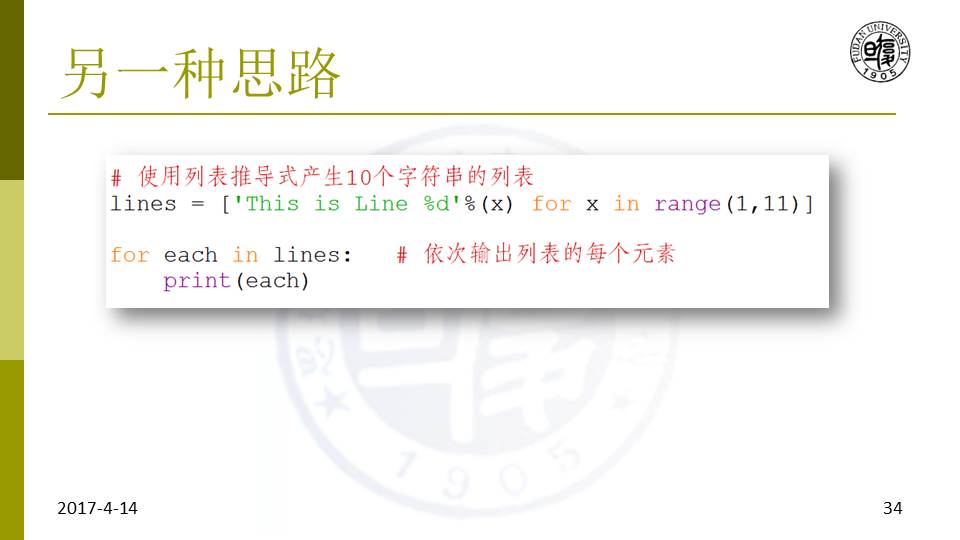 另一种思路
FUDAN UNIVERSITY
1905
# 使用列表推导式产生10个字符串的列表
lines = ['This is Line %d'%(x) for x in range(1,11)]
for each in lines:   # 依次输出列表的每个元素
    print(each)
1905
2017-4-14
34